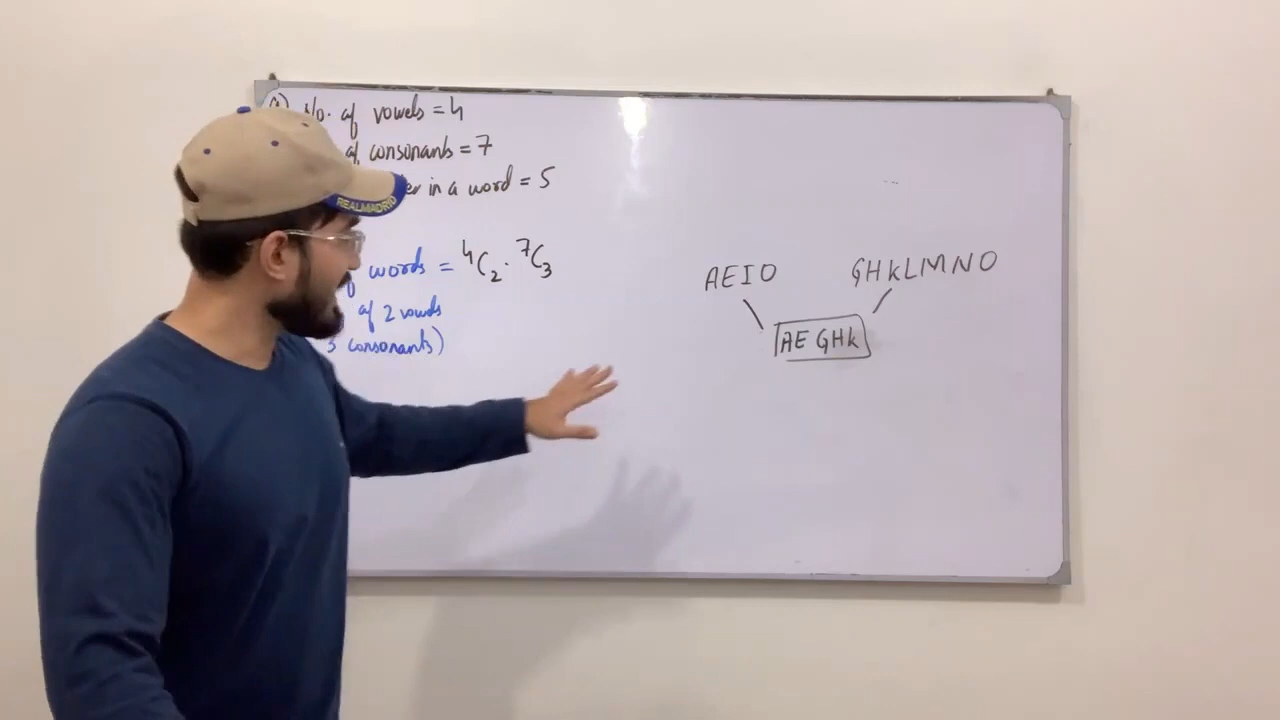 No. of vowels = 4
of consonants = 7
in a word = 5
words = ⁴C₂ · ⁷C₃
of 2 vowels
3 consonants)
AEIO
GHKLMNO
AE GHK
REALMADRID